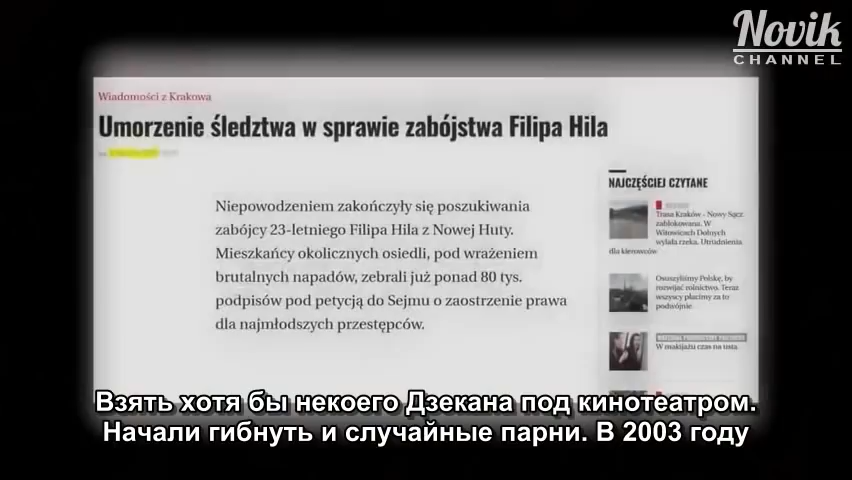 Novik
CHANNEL
Wiadomości z Krakowa
Umorzenie śledztwa w sprawie zabójstwa Filipa Hila
NAJCZĘŚCIEJ CZYTANE
Niepowodzeniem zakończyły się poszukiwania
zabójcy 23-letniego Filipa Hila z Nowej Huty.
Mieszkańcy okolicznych osiedli, pod wrażeniem
brutalnych napadów, zebrali już ponad 80 tys.
podpisów pod petycją do Sejmu o zaostrzenie prawa
dla najmłodszych przestępców.
Trasa Kraków - Nowy Sącz
zablokowana. W
Witowicach Dolnych
wylała rzeka. Utrudnienia
dla kierowców
Osuszyliśmy Polskę, by
rozwijać rolnictwo. Teraz
wszyscy płacimy za to
podwójnie
W makijażu czas na usta.
Взять хотя бы некоего Дзекана под кинотеатром.
Начали гибнуть и случайные парни. В 2003 году